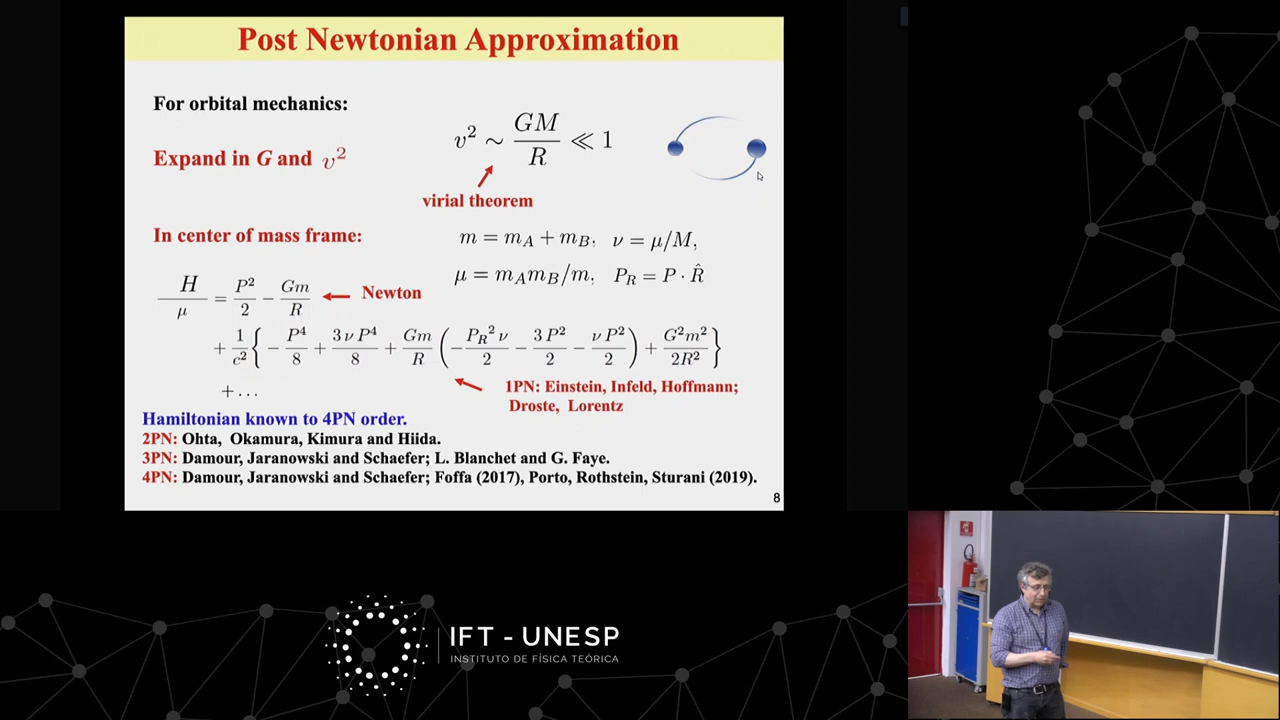 Post Newtonian Approximation
For orbital mechanics:
Expand in G and v²
v² ∼ GM/R ≪ 1
virial theorem
In center of mass frame:
m = m_A + m_B, ν = μ/M,
μ = m_A m_B/m, P_R = P · R̂
H/μ = P²/2 − Gm/R
Newton
+ 1/c² { − P⁴/8 + 3νP⁴/8 + Gm/R ( − P_R²ν/2 − 3P²/2 − νP²/2 ) + G²m²/2R² }
+ ...
1PN: Einstein, Infeld, Hoffmann;
Droste, Lorentz
Hamiltonian known to 4PN order.
2PN: Ohta, Okamura, Kimura and Hiida.
3PN: Damour, Jaranowski and Schaefer; L. Blanchet and G. Faye.
4PN: Damour, Jaranowski and Schaefer; Foffa (2017), Porto, Rothstein, Sturani (2019).
8
IFT - UNESP
INSTITUTO DE FÍSICA TEÓRICA